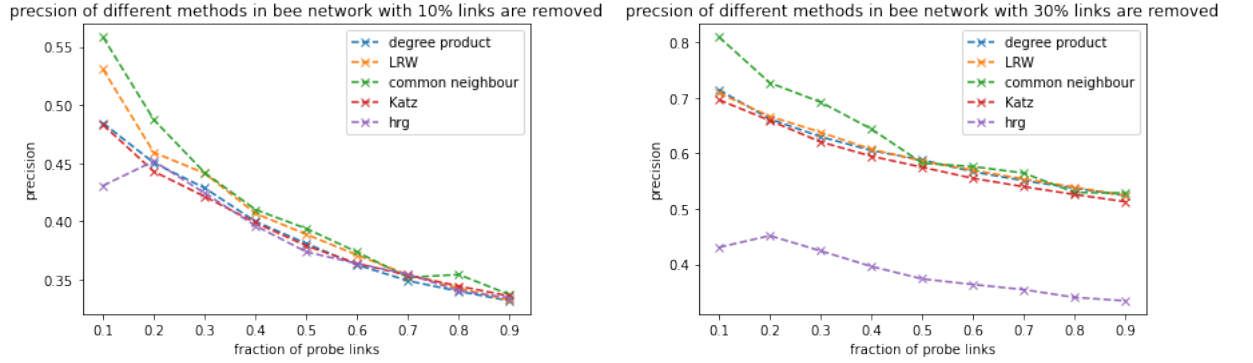 precsion of different methods in bee network with 10% links are removed
0.55
0.50
0.45
0.40
0.35
precision
0.1 0.2 0.3 0.4 0.5 0.6 0.7 0.8 0.9
fraction of probe links
degree product
LRW
common neighbour
Katz
hrg
precsion of different methods in bee network with 30% links are removed
0.8
0.7
0.6
0.5
0.4
precision
0.1 0.2 0.3 0.4 0.5 0.6 0.7 0.8 0.9
fraction of probe links
degree product
LRW
common neighbour
Katz
hrg